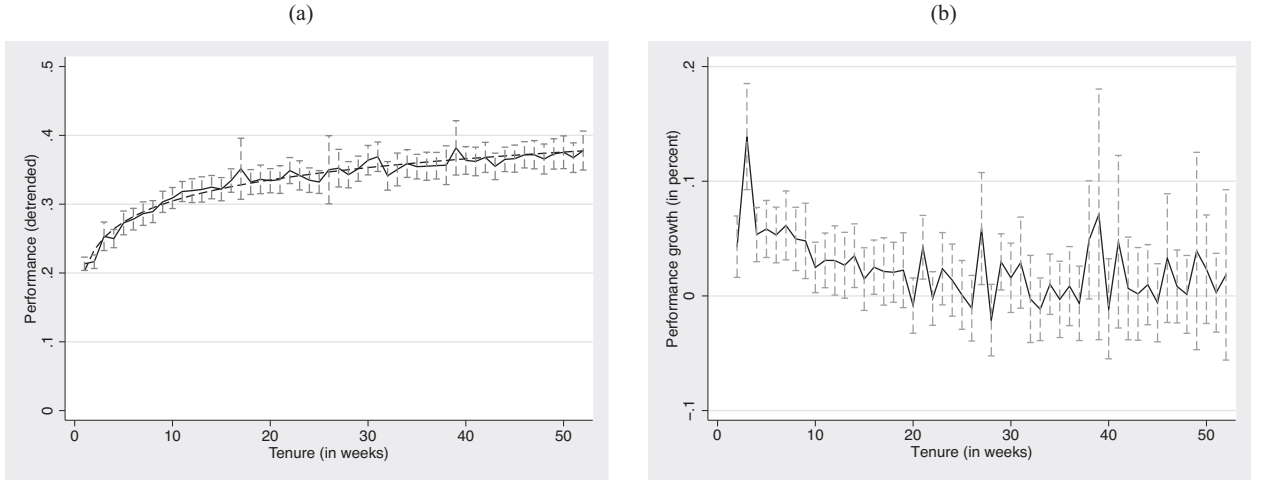 (a)
(b)
.5
.4
.3
.2
.1
0
Performance (detrended)
0 10 20 30 40 50
Tenure (in weeks)
.2
.1
0
-.1
Performance growth (in percent)
0 10 20 30 40 50
Tenure (in weeks)